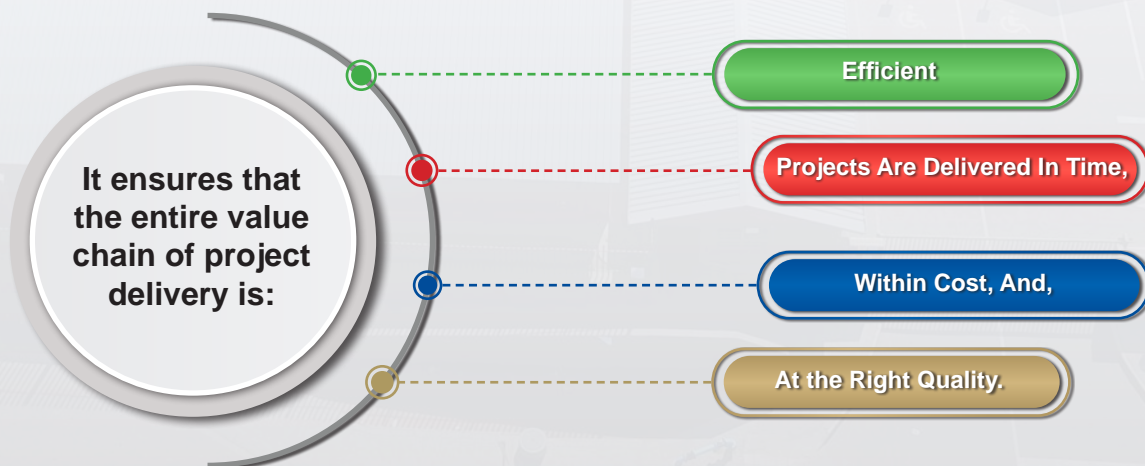 It ensures that
the entire value
chain of project
delivery is:
Efficient
Projects Are Delivered In Time,
Within Cost, And,
At the Right Quality.